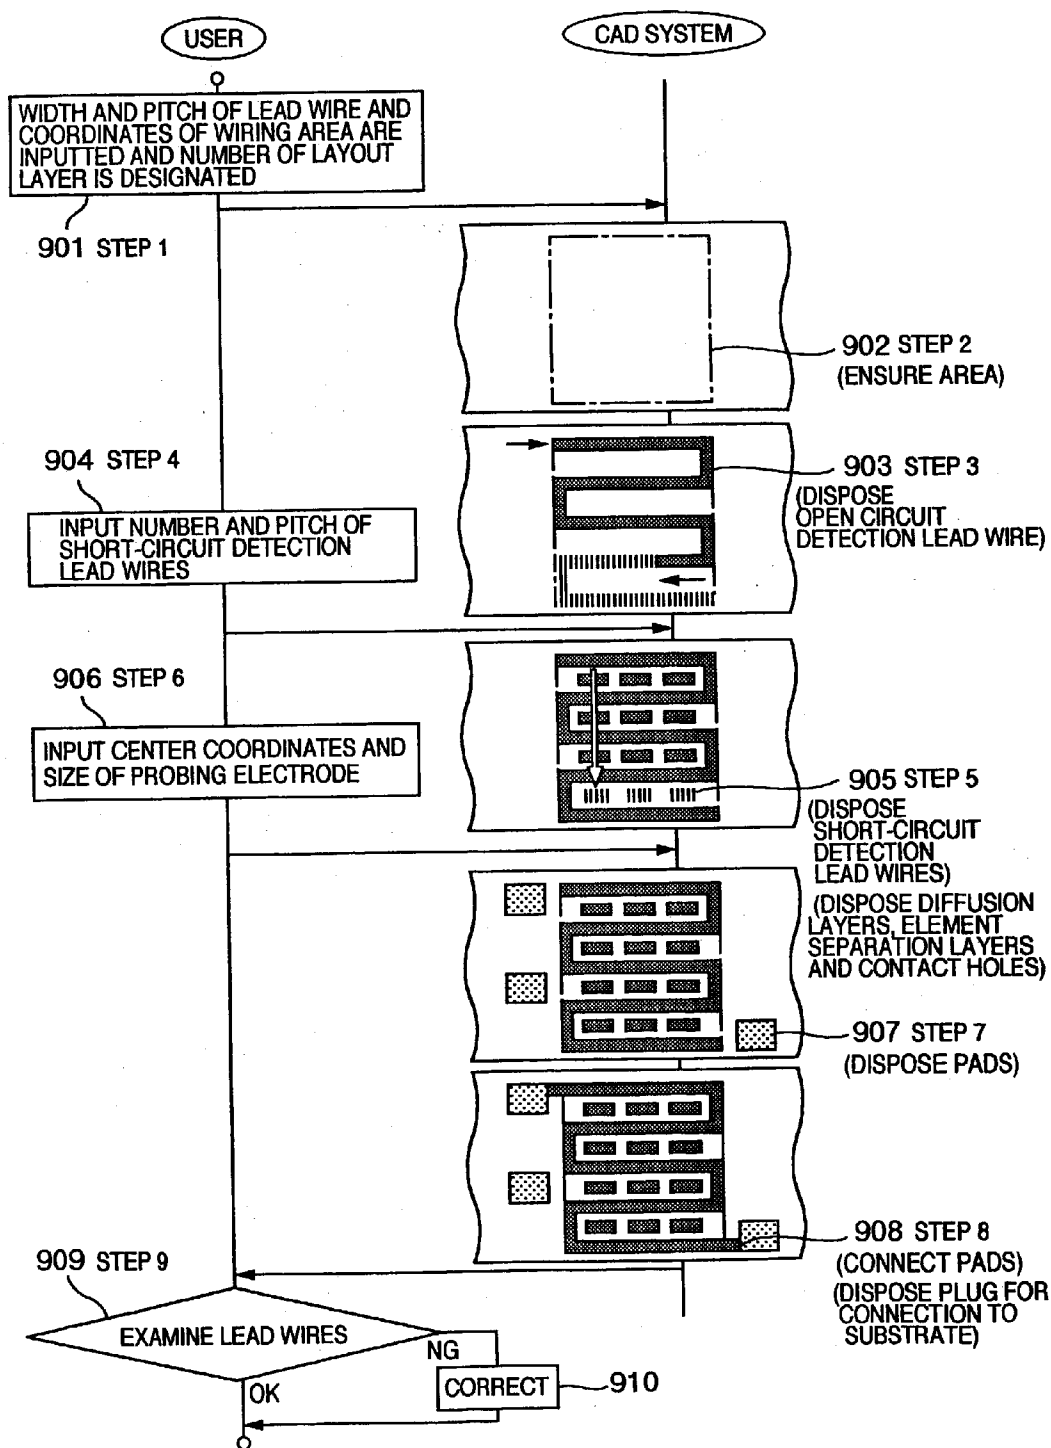 USER
CAD SYSTEM
WIDTH AND PITCH OF LEAD WIRE AND
COORDINATES OF WIRING AREA ARE
INPUTTED AND NUMBER OF LAYOUT
LAYER IS DESIGNATED
901 STEP 1
902 STEP 2
(ENSURE AREA)
904 STEP 4
903 STEP 3
(DISPOSE
OPEN CIRCUIT
DETECTION LEAD WIRE)
INPUT NUMBER AND PITCH OF
SHORT-CIRCUIT DETECTION
LEAD WIRES
906 STEP 6
INPUT CENTER COORDINATES AND
SIZE OF PROBING ELECTRODE
905 STEP 5
(DISPOSE
SHORT-CIRCUIT
DETECTION
LEAD WIRES)
(DISPOSE DIFFUSION
LAYERS, ELEMENT
SEPARATION LAYERS
AND CONTACT HOLES)
907 STEP 7
(DISPOSE PADS)
908 STEP 8
(CONNECT PADS)
(DISPOSE PLUG FOR
CONNECTION TO
SUBSTRATE)
909 STEP 9
EXAMINE LEAD WIRES
NG
OK
CORRECT
910